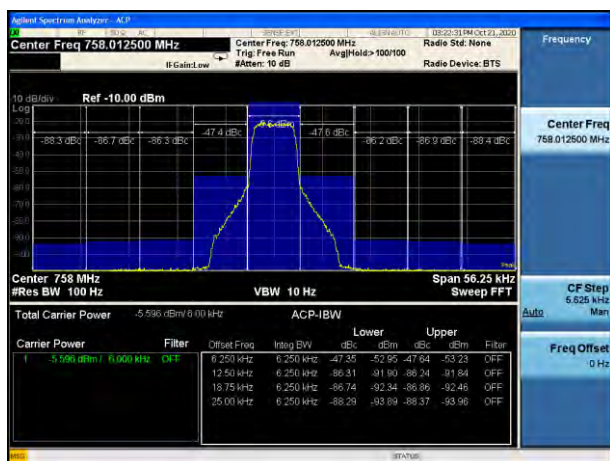 Agilent Spectrum Analyzer - ACP
RF 50 Ω AC SENSE:EXT ALIGN AUTO 03:22:31 PM Oct 21, 2020
Center Freq 758.012500 MHz
Center Freq: 758.012500 MHz
Radio Std: None
Trig: Free Run
Avg|Hold:> 100/100
IFGain:Low
#Atten: 10 dB
Radio Device: BTS
Frequency
10 dB/div
Ref -10.00 dBm
Log
-88.3 dBc -86.7 dBc -86.3 dBc -47.4 dBc -47.6 dBc -86.2 dBc -86.9 dBc -88.4 dBc
Center Freq
758.012500 MHz
Center 758 MHz
Span 56.25 kHz
#Res BW 100 Hz
VBW 10 Hz
Sweep FFT
CF Step
5.625 kHz
Auto Man
Total Carrier Power -5.596 dBm/ 6.00 kHz
ACP-IBW
Lower Upper
Carrier Power Filter
Offset Freq Integ BW dBc dBm dBc dBm Filter
1 -5.596 dBm / 6.000 kHz OFF
6.250 kHz 6.250 kHz -47.35 -52.95 -47.64 -53.23 OFF
12.50 kHz 6.250 kHz -86.31 -91.90 -86.24 -91.84 OFF
18.75 kHz 6.250 kHz -86.74 -92.34 -86.86 -92.46 OFF
25.00 kHz 6.250 kHz -88.29 -93.89 -88.37 -93.96 OFF
Freq Offset
0 Hz
MSG
STATUS